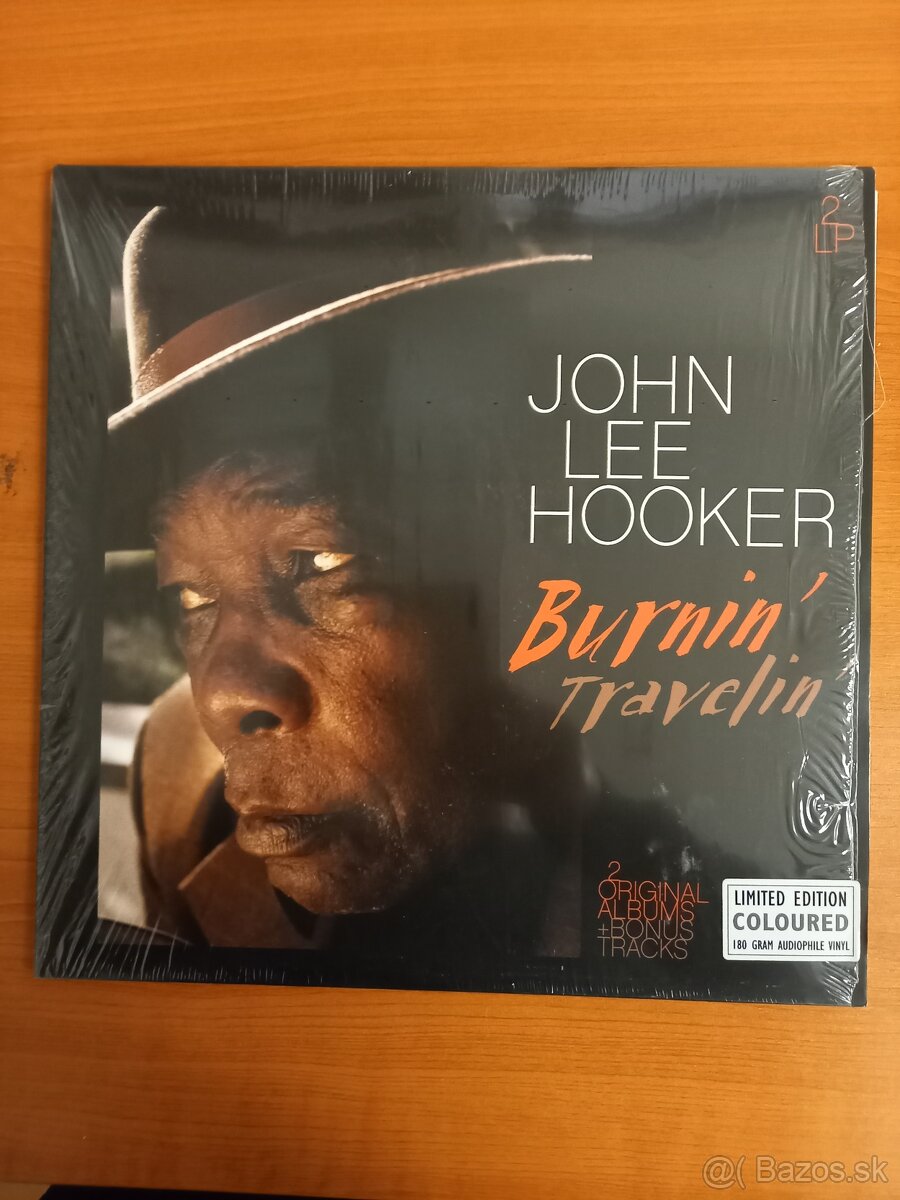 2
LP
JOHN
LEE
HOOKER
Burnin'
Travelin
2
ORIGINAL
ALBUMS
+BONUS
TRACKS
LIMITED EDITION
COLOURED
180 GRAM AUDIOPHILE VINYL
@( Bazos.sk